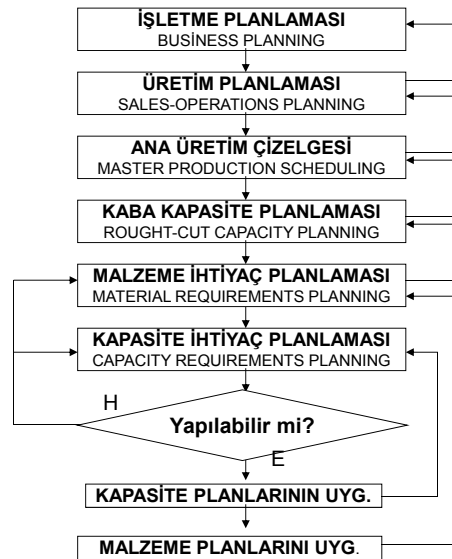 İŞLETME PLANLAMASI
BUSINESS PLANNING
ÜRETİM PLANLAMASI
SALES-OPERATIONS PLANNING
ANA ÜRETİM ÇİZELGESİ
MASTER PRODUCTION SCHEDULING
KABA KAPASİTE PLANLAMASI
ROUGHT-CUT CAPACITY PLANNING
MALZEME İHTİYAÇ PLANLAMASI
MATERIAL REQUIREMENTS PLANNING
KAPASİTE İHTİYAÇ PLANLAMASI
CAPACITY REQUIREMENTS PLANNING
H
Yapılabilir mi?
E
KAPASİTE PLANLARININ UYG.
MALZEME PLANLARINI UYG.